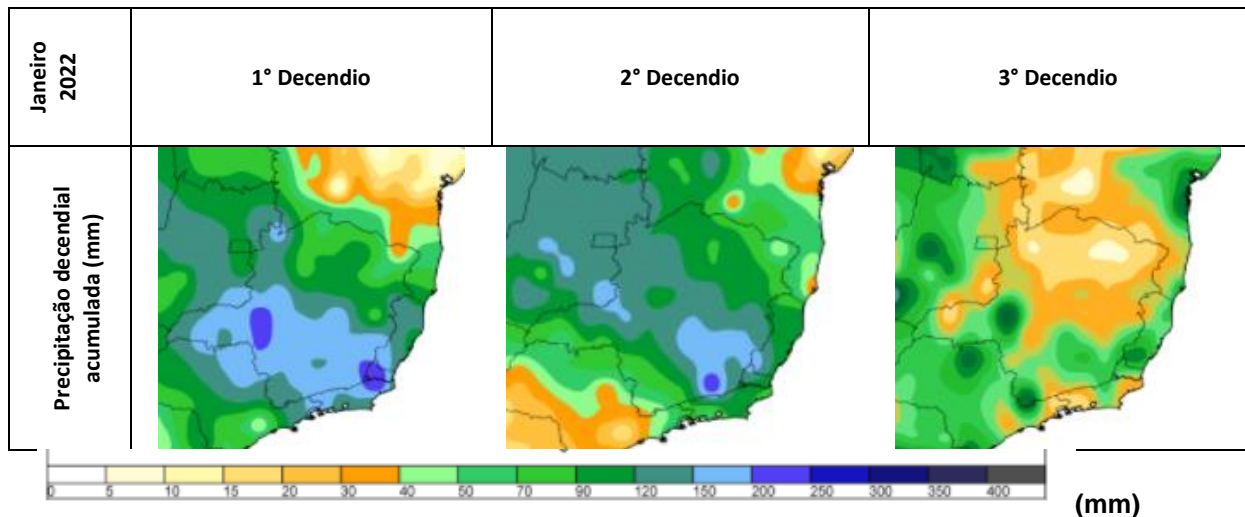 Janeiro
2022
1° Decendio
2° Decendio
3° Decendio
Precipitação decendial
acumulada (mm)
0 5 10 15 20 30 40 50 70 90 120 150 200 250 300 350 400
(mm)